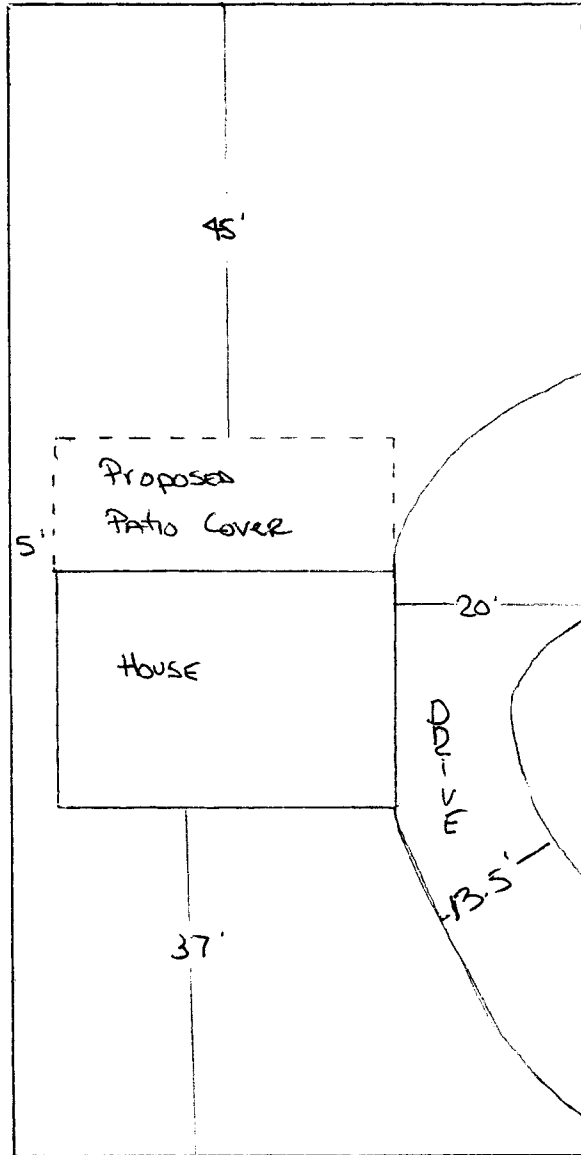 45'
Proposed
Patio Cover
5'
20'
House
DRIVE
13.5'
37'